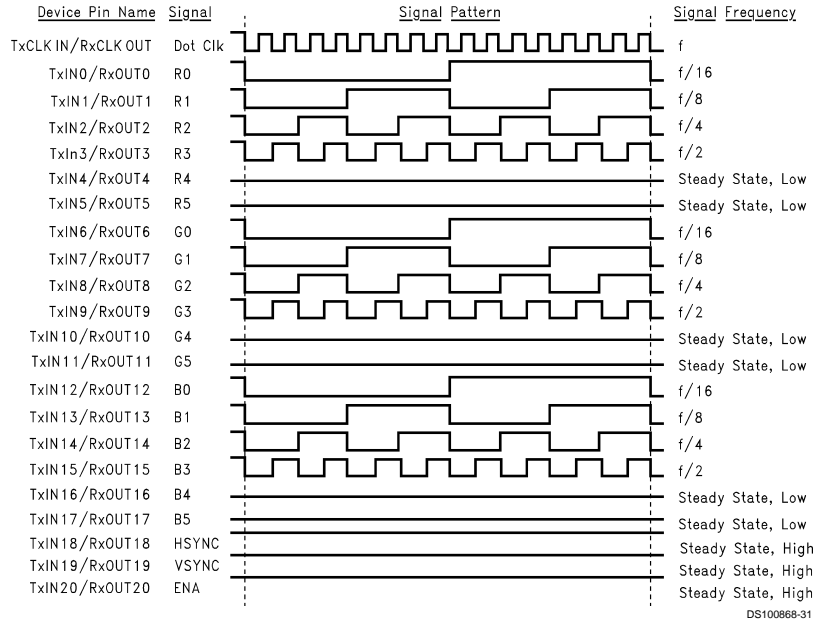 Device Pin Name Signal Signal Pattern Signal Frequency
TxCLK IN/RxCLK OUT Dot Clk f
TxIN0/RxOUT0 R0 f/16
TxIN1/RxOUT1 R1 f/8
TxIN2/RxOUT2 R2 f/4
TxIn3/RxOUT3 R3 f/2
TxIN4/RxOUT4 R4 Steady State, Low
TxIN5/RxOUT5 R5 Steady State, Low
TxIN6/RxOUT6 G0 f/16
TxIN7/RxOUT7 G1 f/8
TxIN8/RxOUT8 G2 f/4
TxIN9/RxOUT9 G3 f/2
TxIN10/RxOUT10 G4 Steady State, Low
TxIN11/RxOUT11 G5 Steady State, Low
TxIN12/RxOUT12 B0 f/16
TxIN13/RxOUT13 B1 f/8
TxIN14/RxOUT14 B2 f/4
TxIN15/RxOUT15 B3 f/2
TxIN16/RxOUT16 B4 Steady State, Low
TxIN17/RxOUT17 B5 Steady State, Low
TxIN18/RxOUT18 HSYNC Steady State, High
TxIN19/RxOUT19 VSYNC Steady State, High
TxIN20/RxOUT20 ENA Steady State, High
DS100868-31